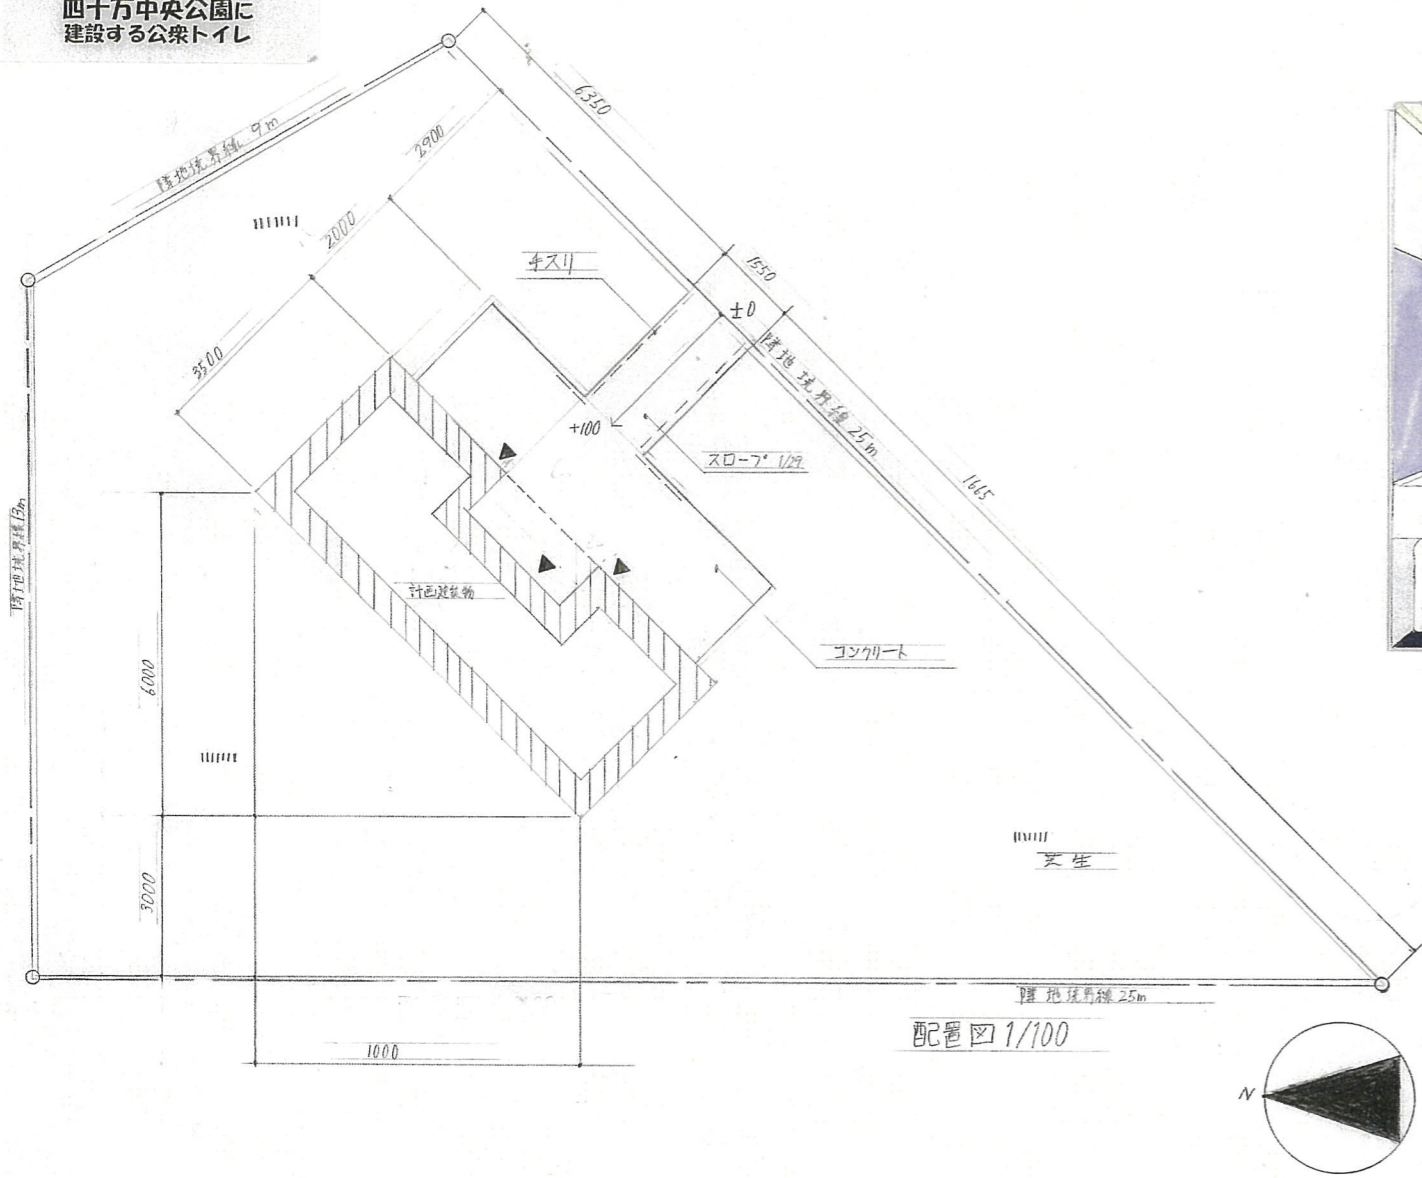 四十万中央公園に
建設する公衆トイレ
6350
隣地境界線 9m
2900
2000
手スリ
1550
±0
3500
隣地境界線 25m
+100
スロープ 1/29
1665
隣地境界線 13m
計画建築物
コンクリート
6000
芝生
3000
隣地境界線 25m
配置図 1/100
1000
N